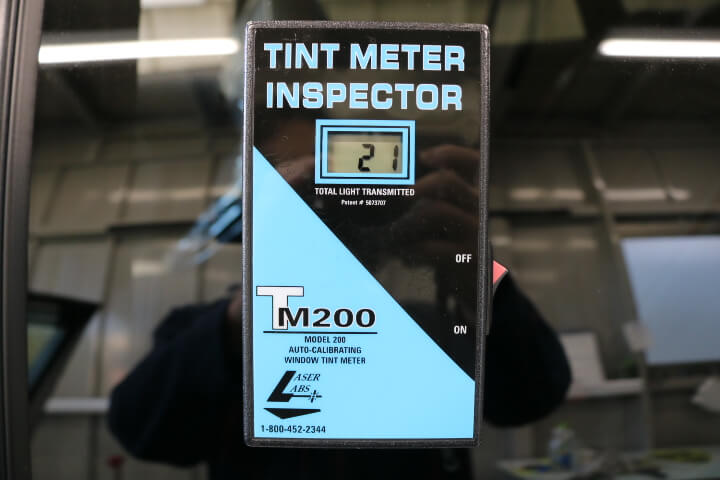 TINT METER
INSPECTOR
21
TOTAL LIGHT TRANSMITTED
Patent # 5073707
OFF
ON
TM200
MODEL 200
AUTO-CALIBRATING
WINDOW TINT METER
LASER
LABS
1-800-452-2344